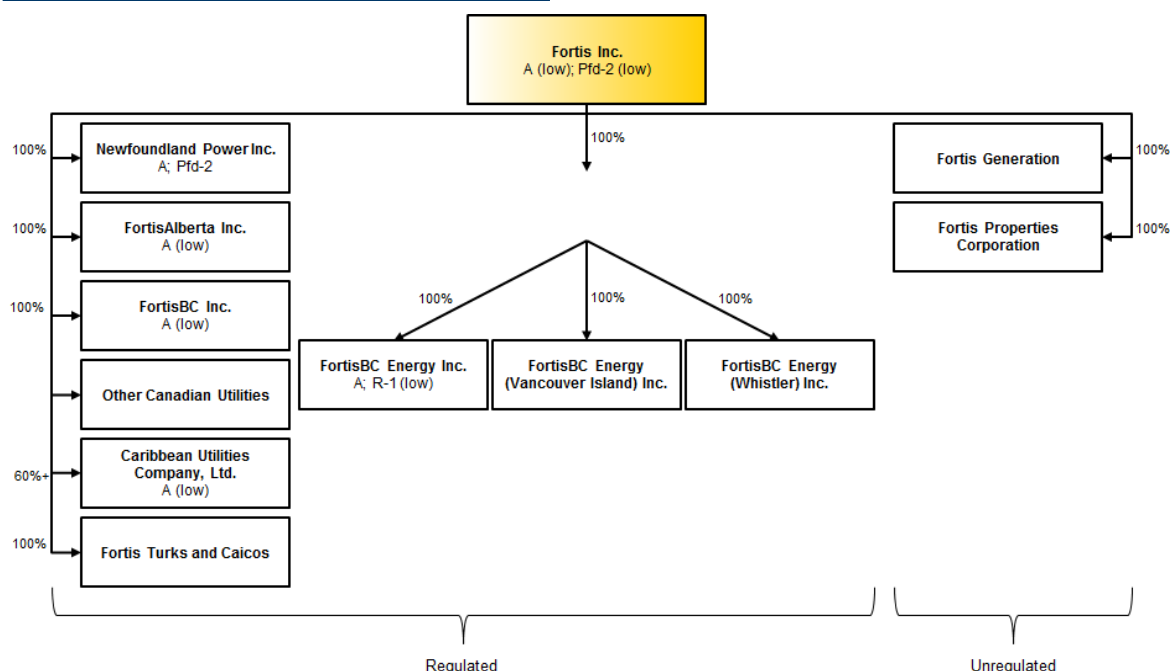 Fortis Inc.
A (low); Pfd-2 (low)
100%
100%
Newfoundland Power Inc.
A; Pfd-2
Fortis Generation
100%
100%
FortisAlberta Inc.
A (low)
Fortis Properties
Corporation
100%
100%
FortisBC Inc.
A (low)
100%
100%
100%
FortisBC Energy Inc.
A; R-1 (low)
FortisBC Energy
(Vancouver Island) Inc.
FortisBC Energy
(Whistler) Inc.
Other Canadian Utilities
60%+
Caribbean Utilities
Company, Ltd.
A (low)
100%
Fortis Turks and Caicos
Regulated
Unregulated